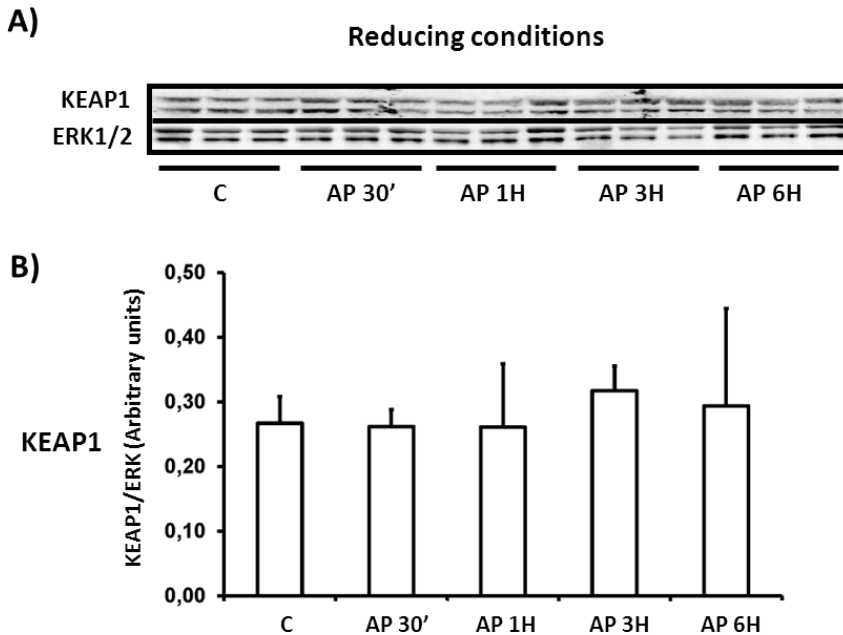 A)
Reducing conditions
KEAP1
ERK1/2
C AP 30’ AP 1H AP 3H AP 6H
B)
KEAP1
KEAP1/ERK (Arbitrary units)
0,50
0,40
0,30
0,20
0,10
0,00
C AP 30’ AP 1H AP 3H AP 6H